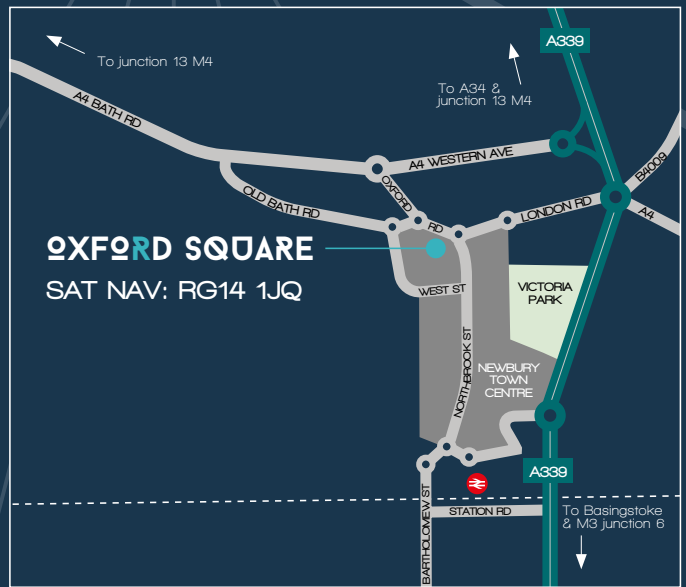 A339
To junction 13 M4
To A34 &
junction 13 M4
A4 BATH RD
A4 WESTERN AVE
B4009
OXFORD
RD
OLD BATH RD
LONDON RD
A4
OXFORD SQUARE
SAT NAV: RG14 1JQ
WEST ST
VICTORIA
PARK
NORTHBROOK ST
NEWBURY
TOWN
CENTRE
A339
BARTHOLOMEW ST
STATION RD
To Basingstoke
& M3 junction 6